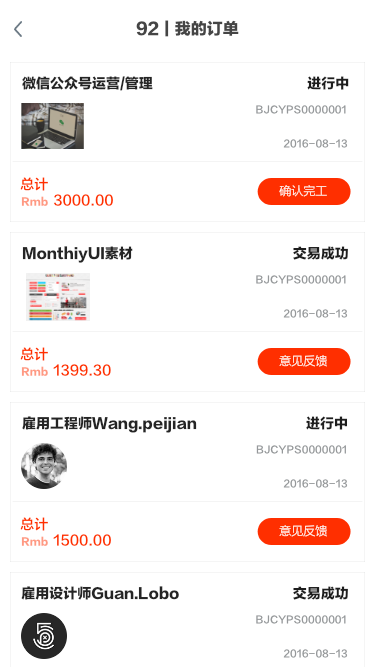 92 | 我的订单
微信公众号运营/管理 进行中
BJCYPS0000001
2016-08-13
总计
Rmb 3000.00 确认完工
MonthiyUI素材 交易成功
BJCYPS0000001
2016-08-13
总计
Rmb 1399.30 意见反馈
雇用工程师Wang.peijian 进行中
BJCYPS0000001
2016-08-13
总计
Rmb 1500.00 意见反馈
雇用设计师Guan.Lobo 交易成功
BJCYPS0000001
2016-08-13